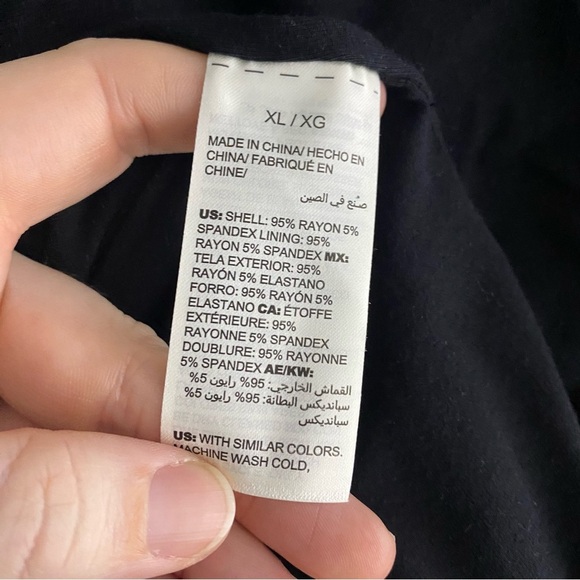 XL / XG
MADE IN CHINA/ HECHO EN
CHINA/ FABRIQUÉ EN
CHINE/
صُنع في الصين
US: SHELL: 95% RAYON 5%
SPANDEX LINING: 95%
RAYON 5% SPANDEX MX:
TELA EXTERIOR: 95%
RAYÓN 5% ELASTANO
FORRO: 95% RAYÓN 5%
ELASTANO CA: ÉTOFFE
EXTÉRIEURE: 95%
RAYONNE 5% SPANDEX
DOUBLURE: 95% RAYONNE
5% SPANDEX AE/KW:
القماش الخارجي: 95% رايون 5%
سبانديكس البطانة: 95% رايون 5%
سبانديكس
US: WITH SIMILAR COLORS.
MACHINE WASH COLD,